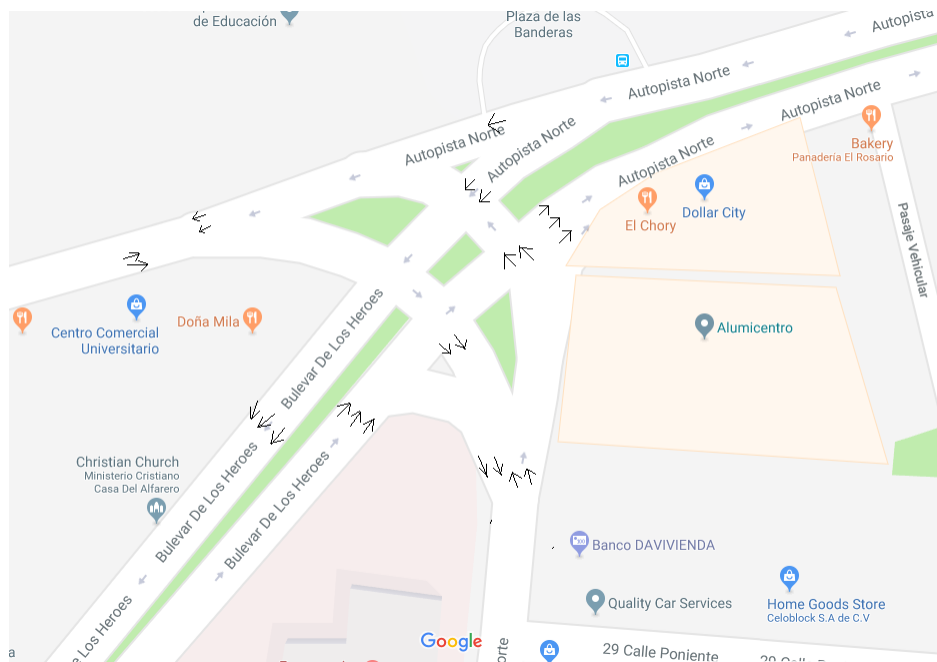 de Educación
Plaza de las
Banderas
Autopista
Autopista Norte
Autopista Norte
Autopista Norte
Autopista Norte
Autopista Norte
Bakery
Panadería El Rosario
Dollar City
El Chory
Pasaje Vehicular
Centro Comercial
Universitario
Doña Mila
Alumicentro
Bulevar De Los Heroes
Christian Church
Ministerio Cristiano
Casa Del Alfarero
Bulevar De Los Heroes
Bulevar De Los Heroes
Banco DAVIVIENDA
Quality Car Services
Home Goods Store
Celoblock S.A de C.V
De Los Heroes
Google
29 Calle Poniente
29 Calle